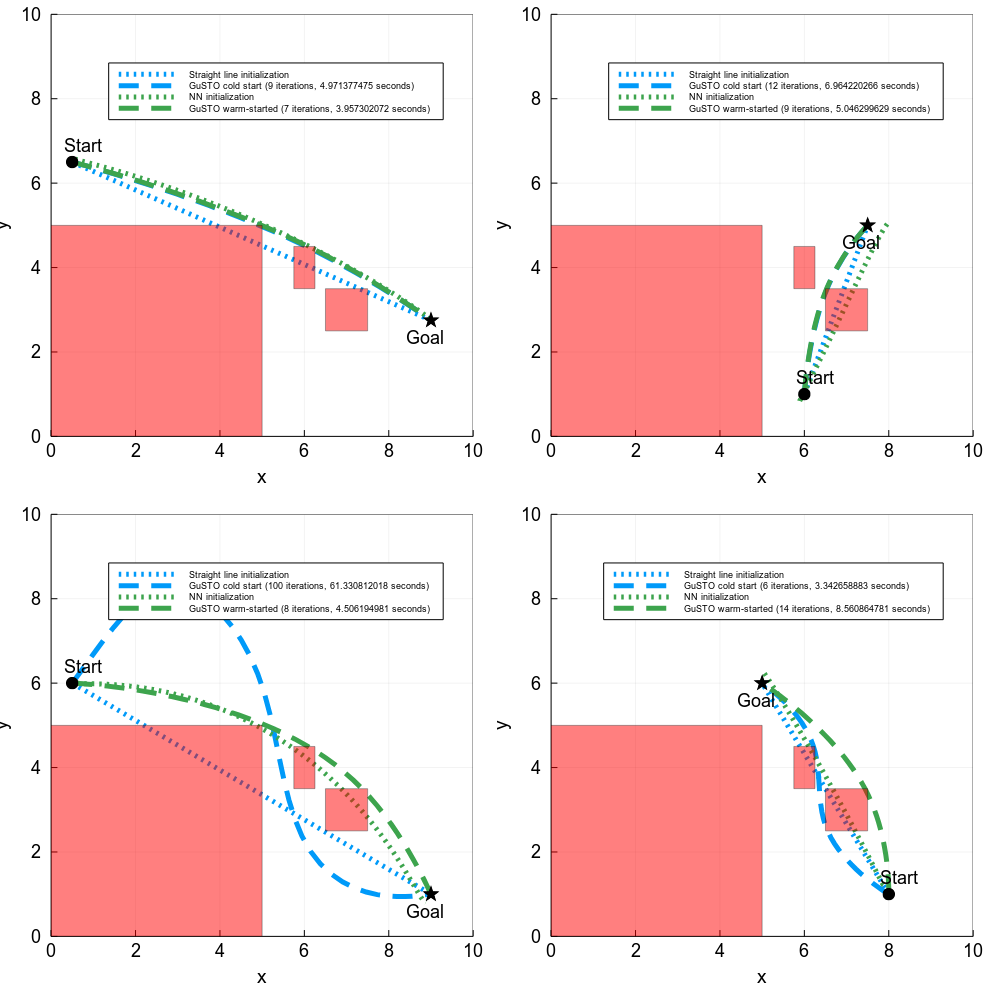 10
8
6
4
2
0
y
Straight line initialization
GuSTO cold start (9 iterations, 4.971377475 seconds)
NN initialization
GuSTO warm-started (7 iterations, 3.957302072 seconds)
Start
Goal
0 2 4 6 8 10
x
10
8
6
4
2
0
y
Straight line initialization
GuSTO cold start (12 iterations, 6.964220266 seconds)
NN initialization
GuSTO warm-started (9 iterations, 5.046299629 seconds)
Goal
Start
0 2 4 6 8 10
x
10
8
6
4
2
0
y
Straight line initialization
GuSTO cold start (100 iterations, 61.330812018 seconds)
NN initialization
GuSTO warm-started (8 iterations, 4.506194981 seconds)
Start
Goal
0 2 4 6 8 10
x
10
8
6
4
2
0
y
Straight line initialization
GuSTO cold start (6 iterations, 3.342658883 seconds)
NN initialization
GuSTO warm-started (14 iterations, 8.560864781 seconds)
Goal
Start
0 2 4 6 8 10
x